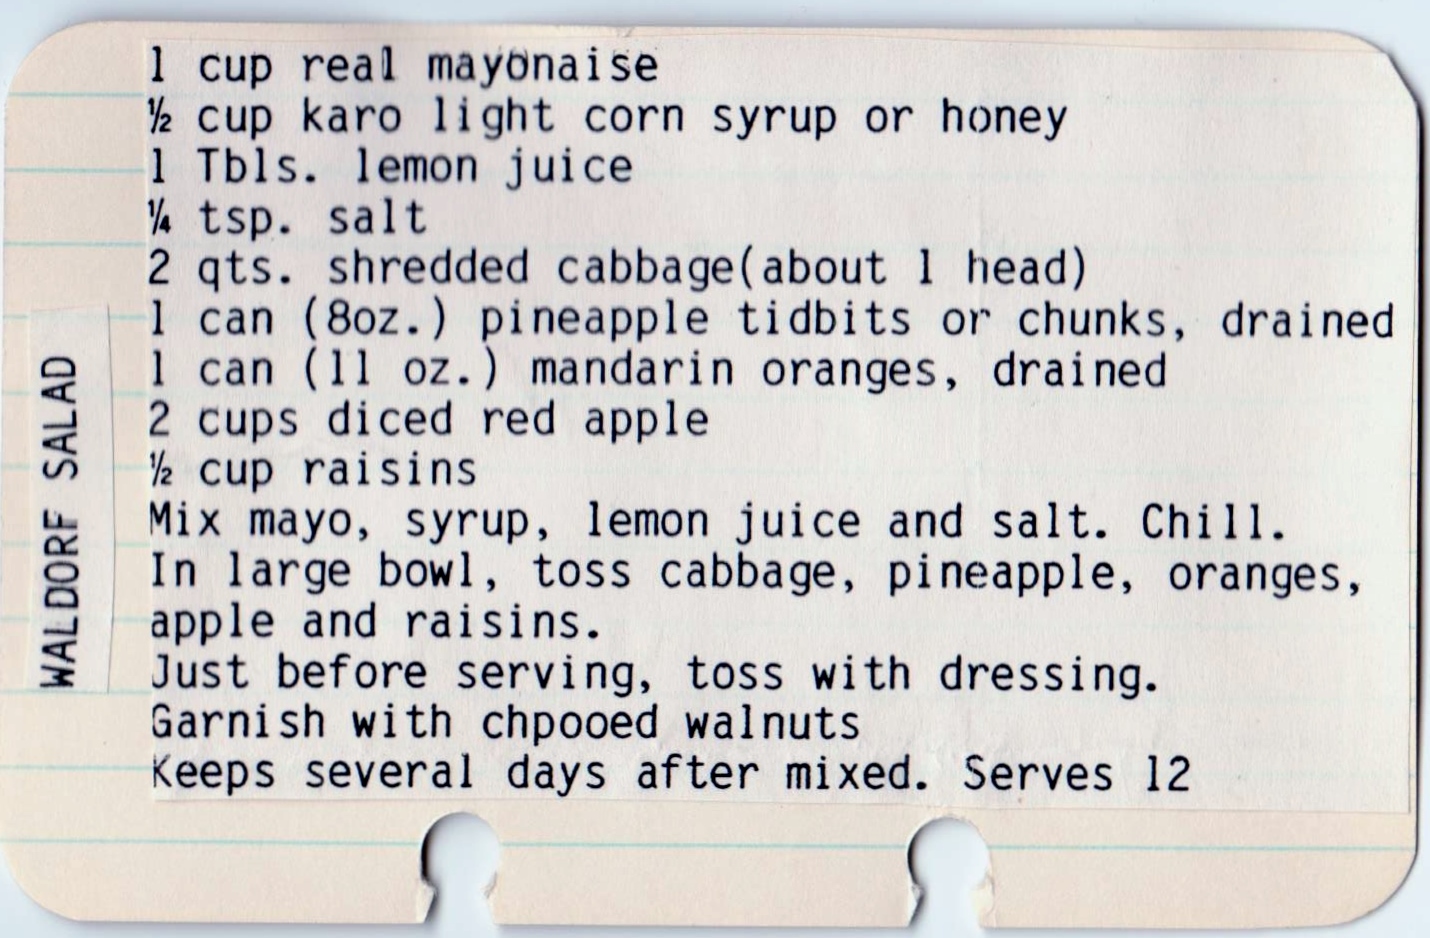 WALDORF SALAD
1 cup real mayonaise
½ cup karo light corn syrup or honey
1 Tbls. lemon juice
¼ tsp. salt
2 qts. shredded cabbage(about 1 head)
1 can (8oz.) pineapple tidbits or chunks, drained
1 can (11 oz.) mandarin oranges, drained
2 cups diced red apple
½ cup raisins
Mix mayo, syrup, lemon juice and salt. Chill.
In large bowl, toss cabbage, pineapple, oranges,
apple and raisins.
Just before serving, toss with dressing.
Garnish with chpooed walnuts
Keeps several days after mixed. Serves 12